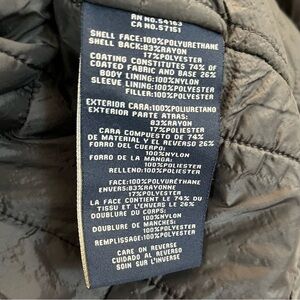 RN NO.54163
CA NO.57151
SHELL FACE:100%POLYURETHANE
SHELL BACK:83%RAYON
17%POLYESTER
COATING CONSTITUTES 74% OF
COATED FABRIC AND BASE 26%
BODY LINING:100%NYLON
SLEEVE LINING:100%POLYESTER
FILLER:100%POLYESTER
EXTERIOR CARA:100%POLIURETANO
EXTERIOR PARTE ATRAS:
83%RAYON
17%POLIESTER
CARA COMPUESTO DE 74%
DE MATERIAL Y EL REVERSO 26%
FORRO DEL CUERPO:
100%NYLON
FORRO DE LA MANGA:
100%POLIESTER
RELLENO:100%POLIESTER
FACE:100%POLYURÉTHANE
ENVERS:83%RAYONNE
17%POLYESTER
LA FACE CONTIENT LE 74% DU
TISSU ET L'ENVERS LE 26%
DOUBLURE DU CORPS:
100%NYLON
DOUBLURE DE MANCHES:
100%POLYESTER
REMPLISSAGE:100%POLYESTER
CARE ON REVERSE
CUIDADO AL REVERSO
SOIN SUR L'INVERSE